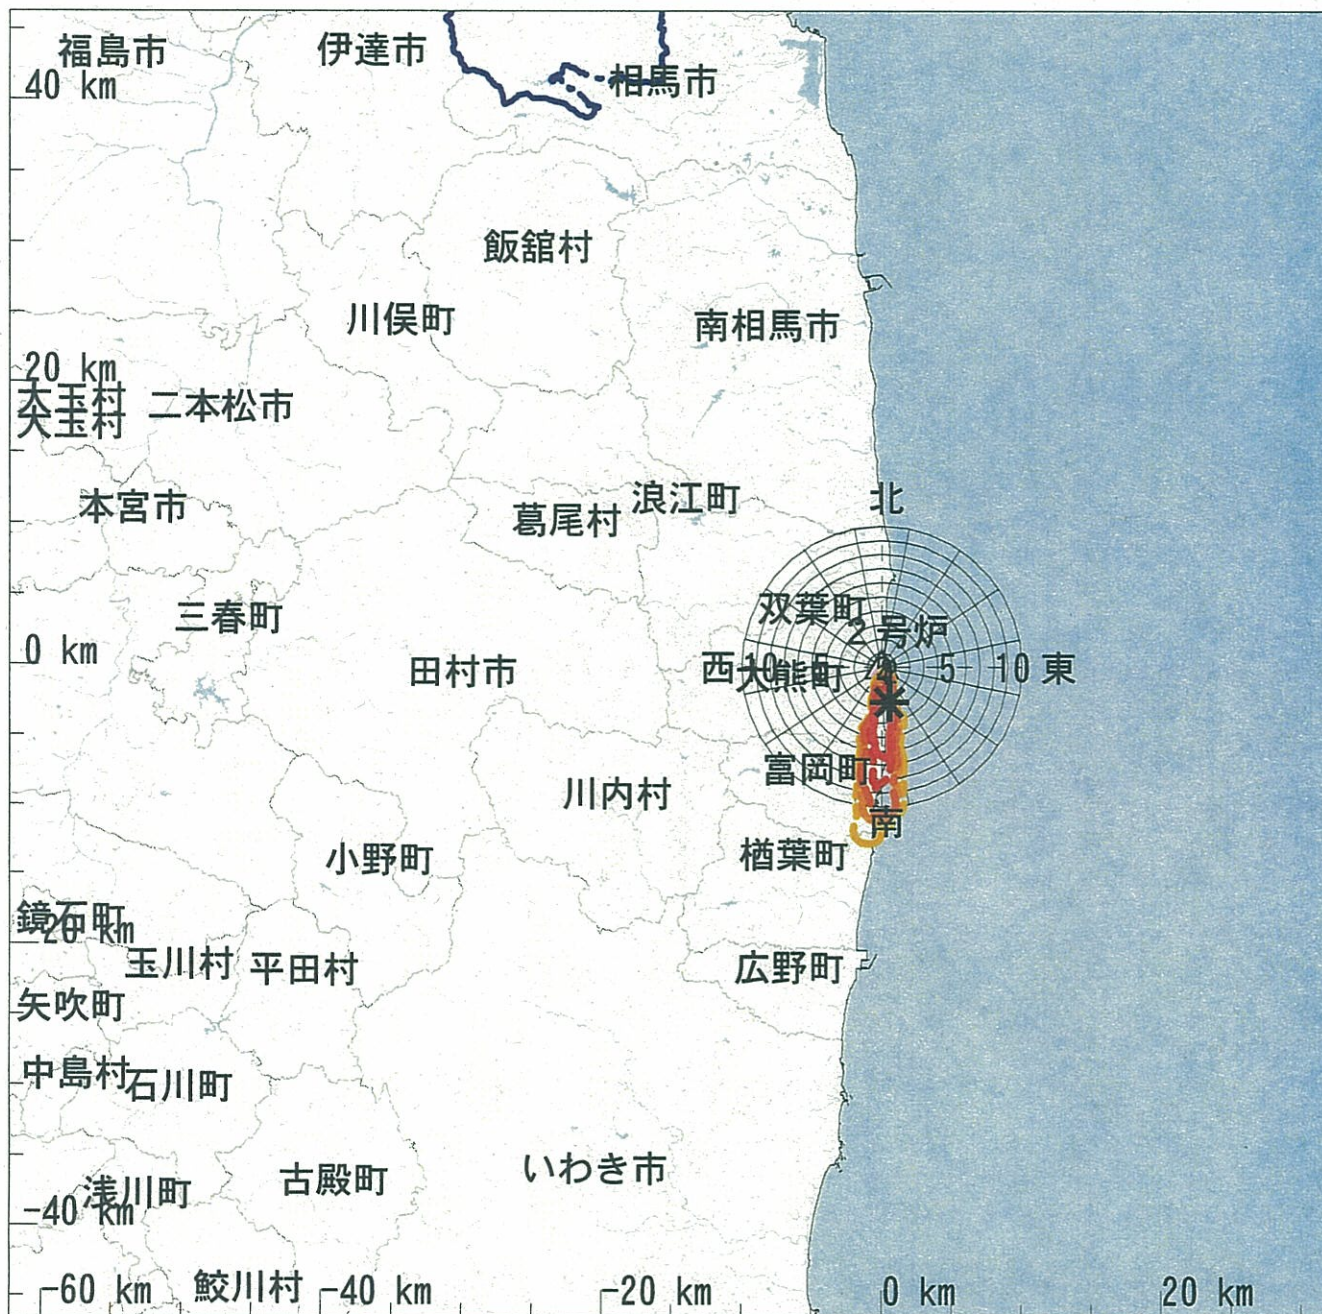 福島市
伊達市
相馬市
40 km
飯舘村
川俣町
南相馬市
20 km
大玉村
二本松市
大玉村
本宮市
葛尾村
浪江町
北
双葉町
三春町
2号炉
0 km
田村市
西
10
大熊町
5
5
10
東
富岡町
川内村
南
楢葉町
小野町
鏡石町
-20 km
玉川村
平田村
広野町
矢吹町
中島村
石川町
いわき市
古殿町
浅川町
-40 km
-60 km
鮫川村
-40 km
-20 km
0 km
20 km